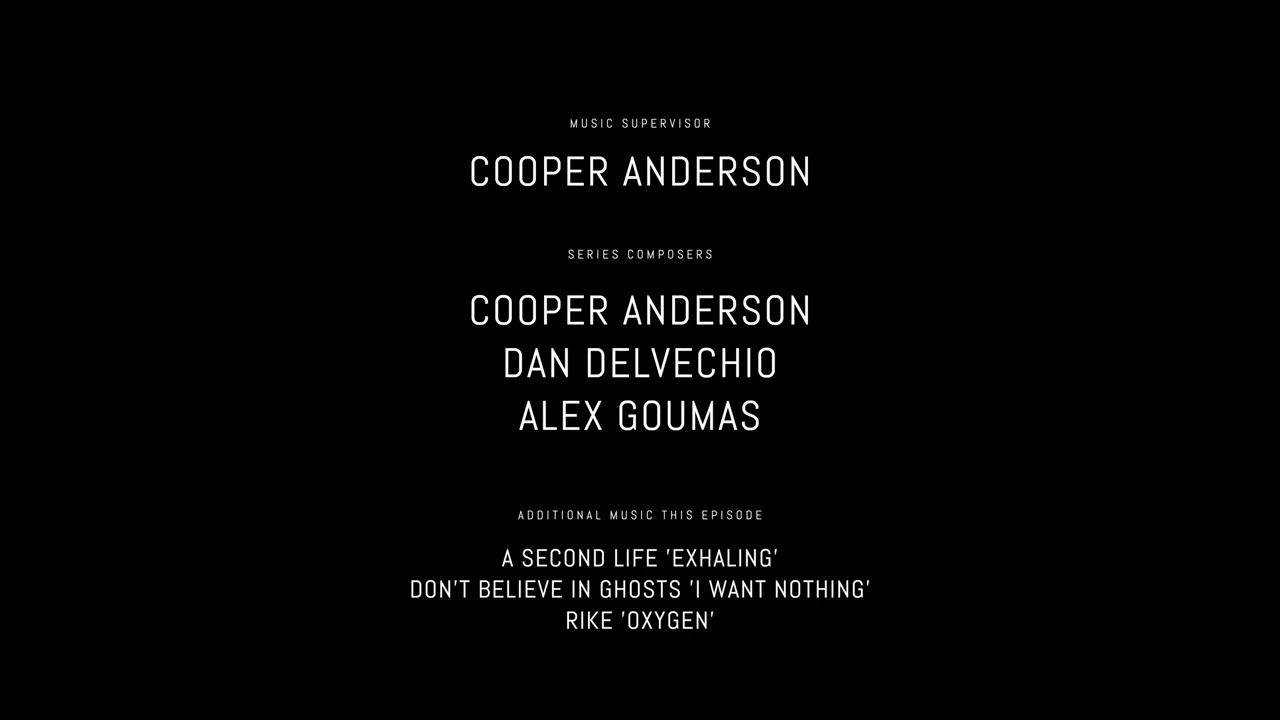 MUSIC SUPERVISOR
COOPER ANDERSON
SERIES COMPOSERS
COOPER ANDERSON
DAN DELVECHIO
ALEX GOUMAS
ADDITIONAL MUSIC THIS EPISODE
A SECOND LIFE 'EXHALING'
DON'T BELIEVE IN GHOSTS 'I WANT NOTHING'
RIKE 'OXYGEN'